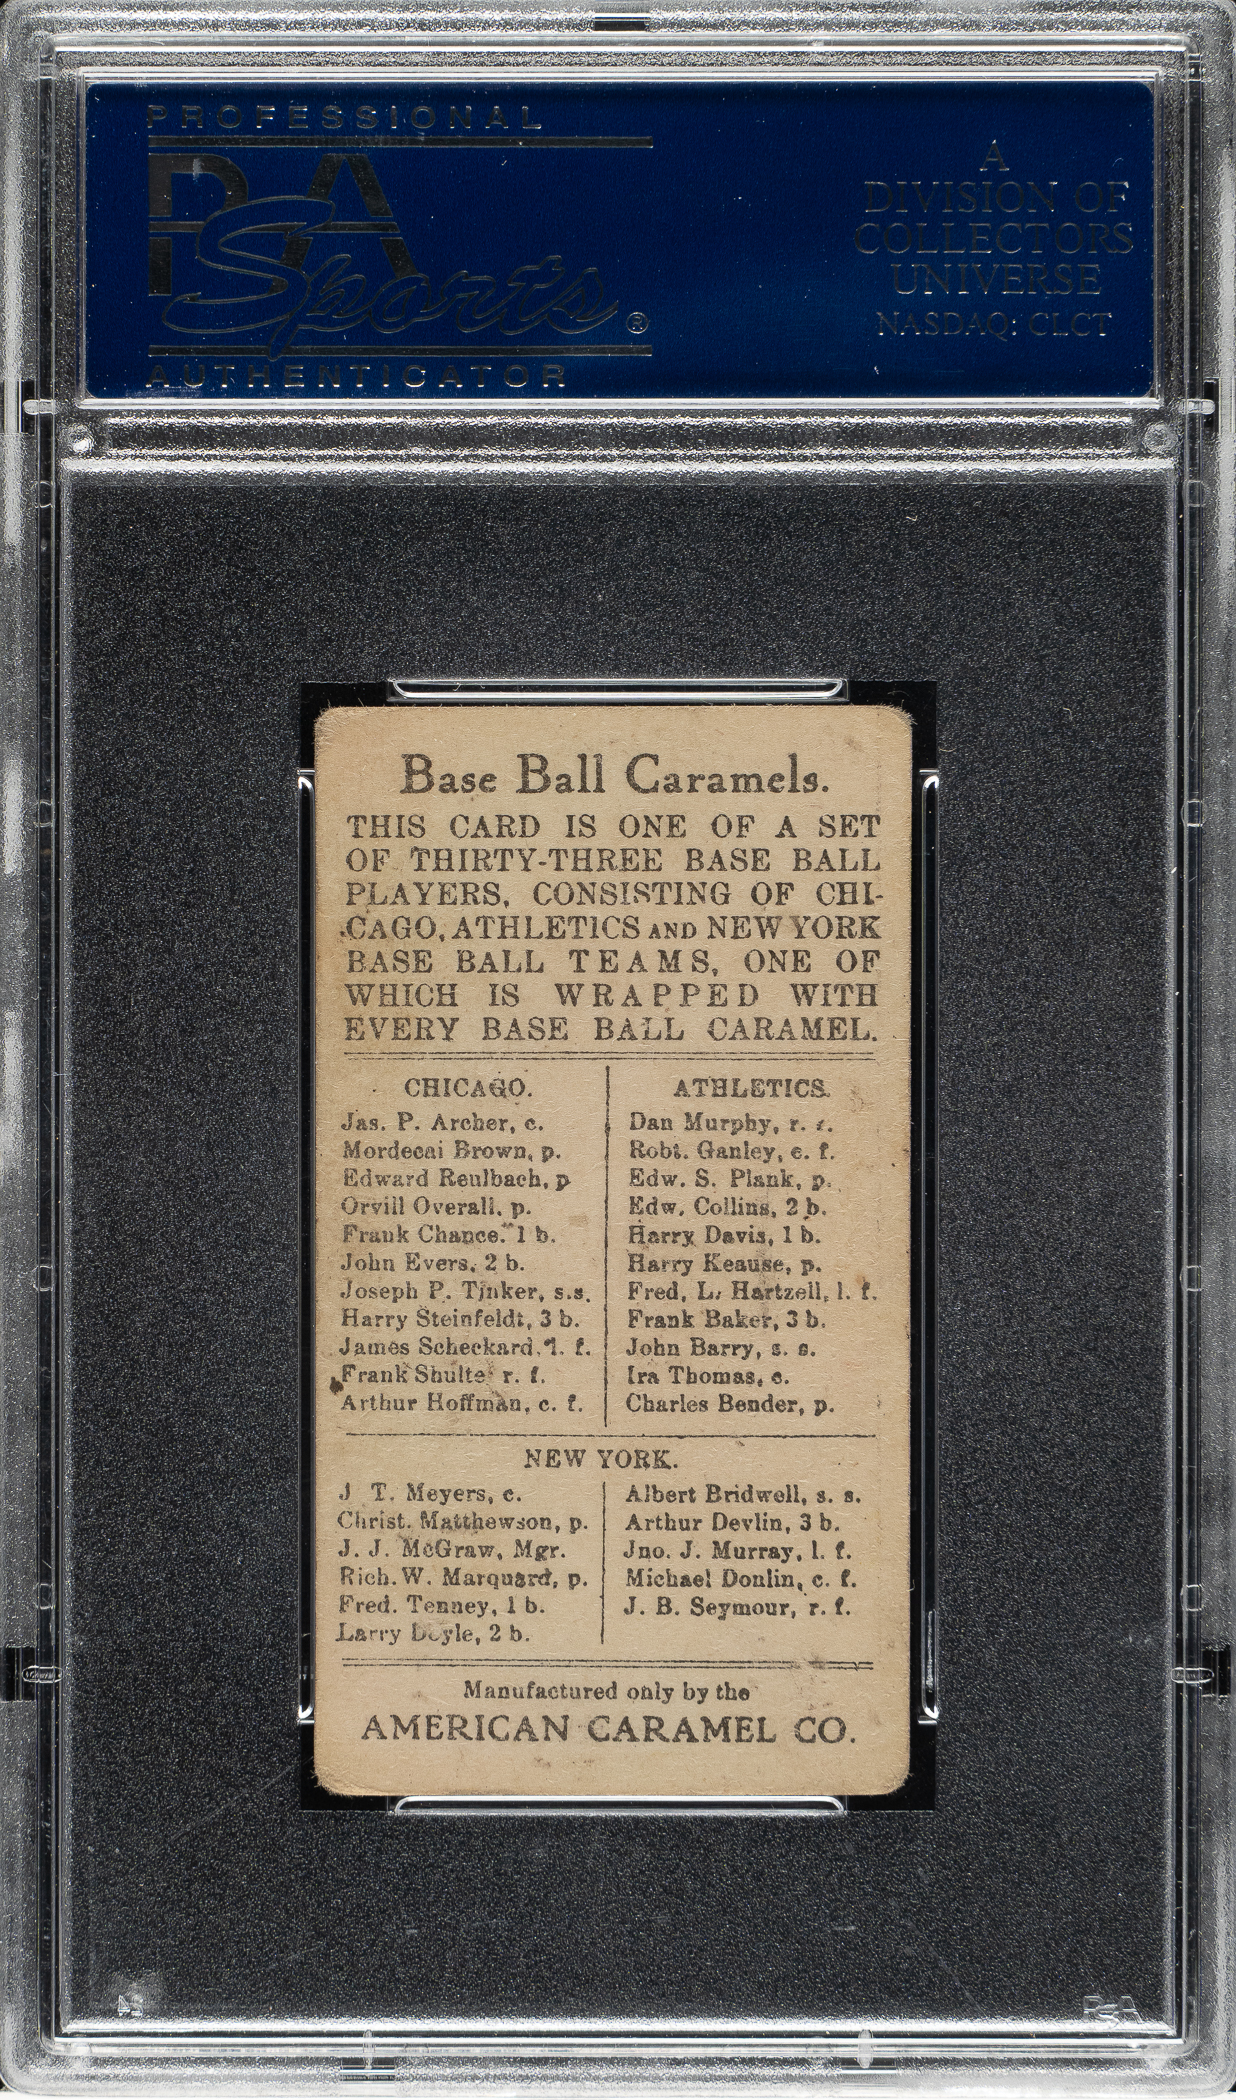 PROFESSIONAL
PSA
Sports ®
AUTHENTICATOR
A
DIVISION OF
COLLECTORS
UNIVERSE
NASDAQ: CLCT
Base Ball Caramels.
THIS CARD IS ONE OF A SET
OF THIRTY-THREE BASE BALL
PLAYERS, CONSISTING OF CHI-
CAGO, ATHLETICS AND NEW YORK
BASE BALL TEAMS, ONE OF
WHICH IS WRAPPED WITH
EVERY BASE BALL CARAMEL.
CHICAGO.
Jas. P. Archer, c.
Mordecai Brown, p.
Edward Reulbach, p
Orvill Overall, p.
Frank Chance. 1 b.
John Evers, 2 b.
Joseph P. Tinker, s.s.
Harry Steinfeldt, 3 b.
James Scheckard, l. f.
Frank Shulte r. f.
Arthur Hoffman, c. f.
ATHLETICS.
Dan Murphy, r.
Robt. Ganley, c. f.
Edw. S. Plank, p.
Edw. Collins, 2 b.
Harry Davis, 1 b.
Harry Keause, p.
Fred, L. Hartzell, l. f.
Frank Baker, 3 b.
John Barry, s. s.
Ira Thomas, c.
Charles Bender, p.
NEW YORK.
J T. Meyers, c.
Christ. Matthewson, p.
J. J. McGraw, Mgr.
Rich. W. Marquard, p.
Fred. Tenney, 1 b.
Larry Doyle, 2 b.
Albert Bridwell, s. s.
Arthur Devlin, 3 b.
Jno. J. Murray, l. f.
Michael Donlin, c. f.
J. B. Seymour, r. f.
Manufactured only by the
AMERICAN CARAMEL CO.
PSA